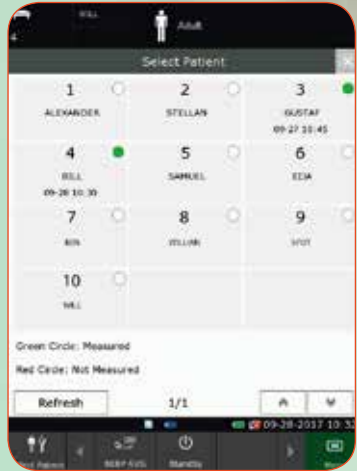 BILL
Adult
4
Select Patient
1 2 3
ALEXANDER STELLAN GUSTAF
09-27 10:45
4 5 6
BILL SAMUEL
09-28 10:30
7 8 9
10
Green Circle: Measured
Red Circle: Not Measured
Refresh 1/1
09-28-2017 10:32
Standby